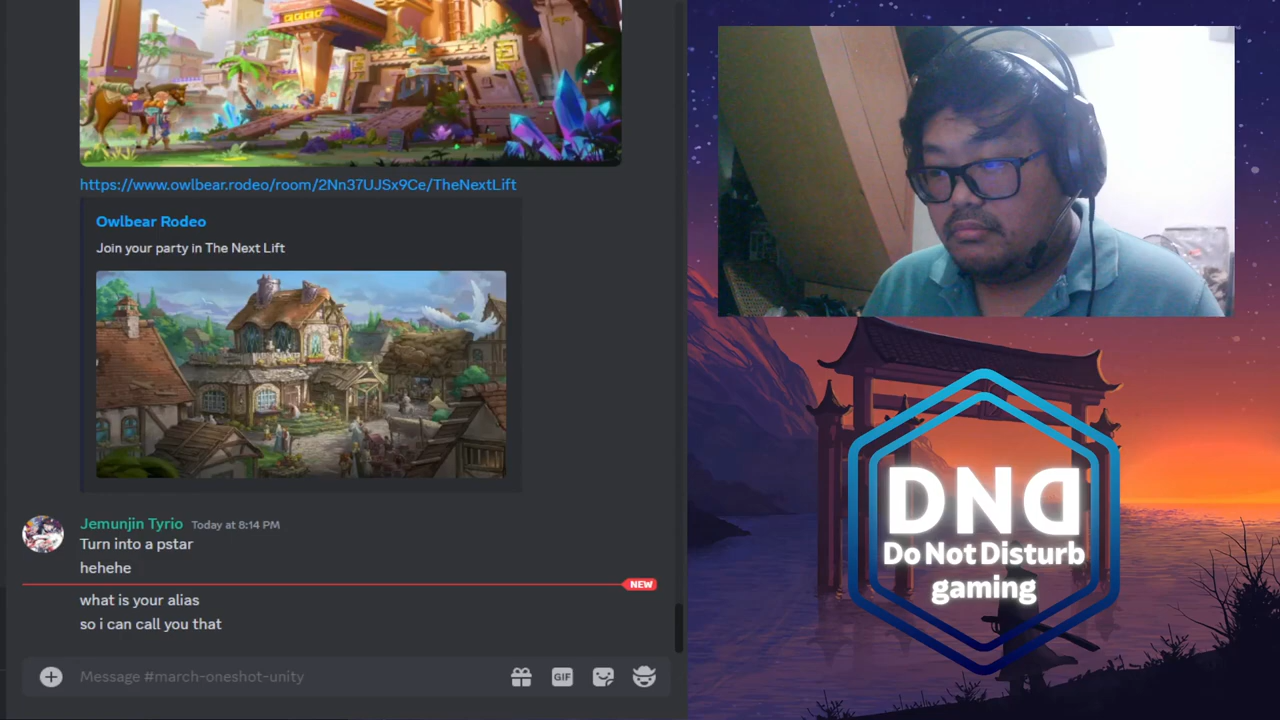 https://www.owlbear.rodeo/room/2Nn37UJSx9Ce/TheNextLift
Owlbear Rodeo
Join your party in The Next Lift
Jemunjin Tyrio Today at 8:14 PM
Turn into a pstar
hehehe
NEW
what is your alias
so i can call you that
Message #march-oneshot-unity
GIF
DND
Do Not Disturb
gaming